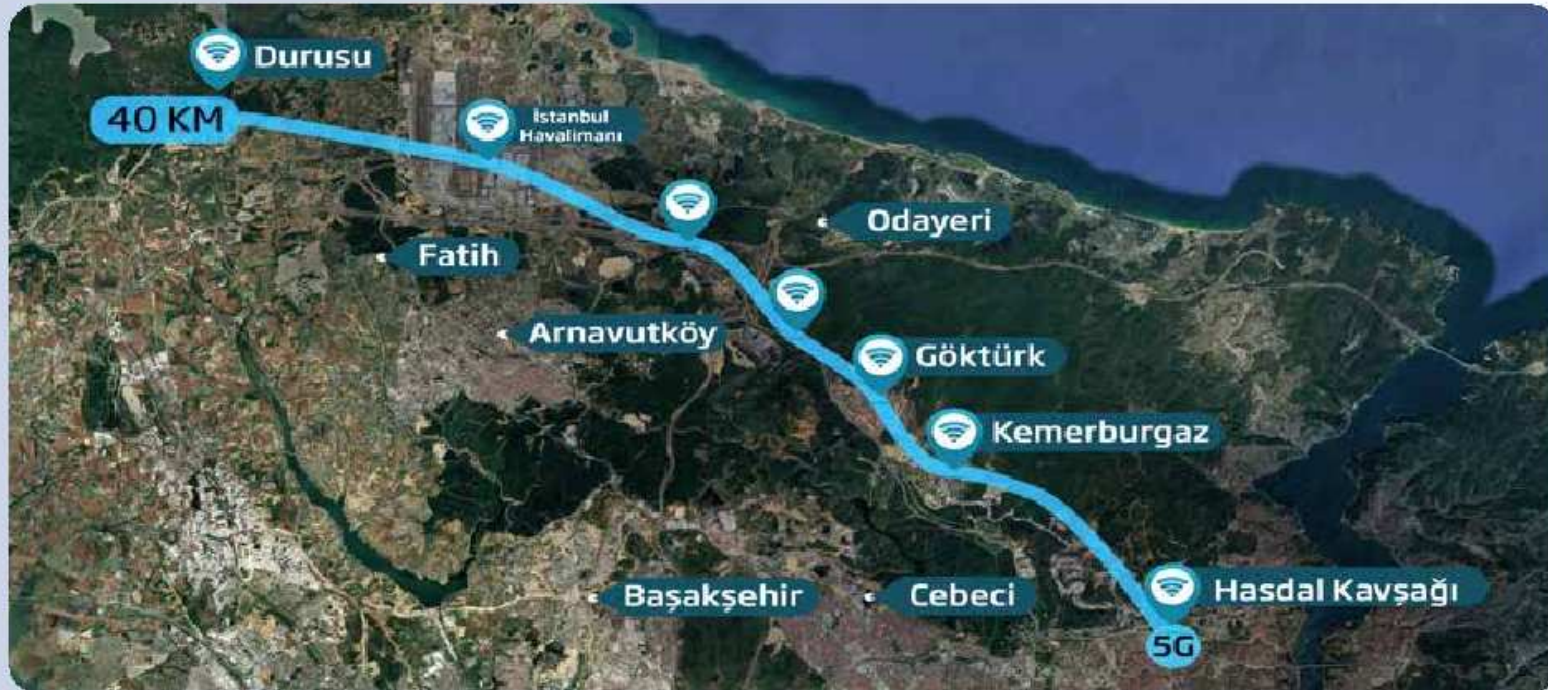 Durusu
40 KM
İstanbul
Havalimanı
Odayeri
Fatih
Arnavutköy
Göktürk
Kemerburgaz
Başakşehir
Cebeci
Hasdal Kavşağı
5G